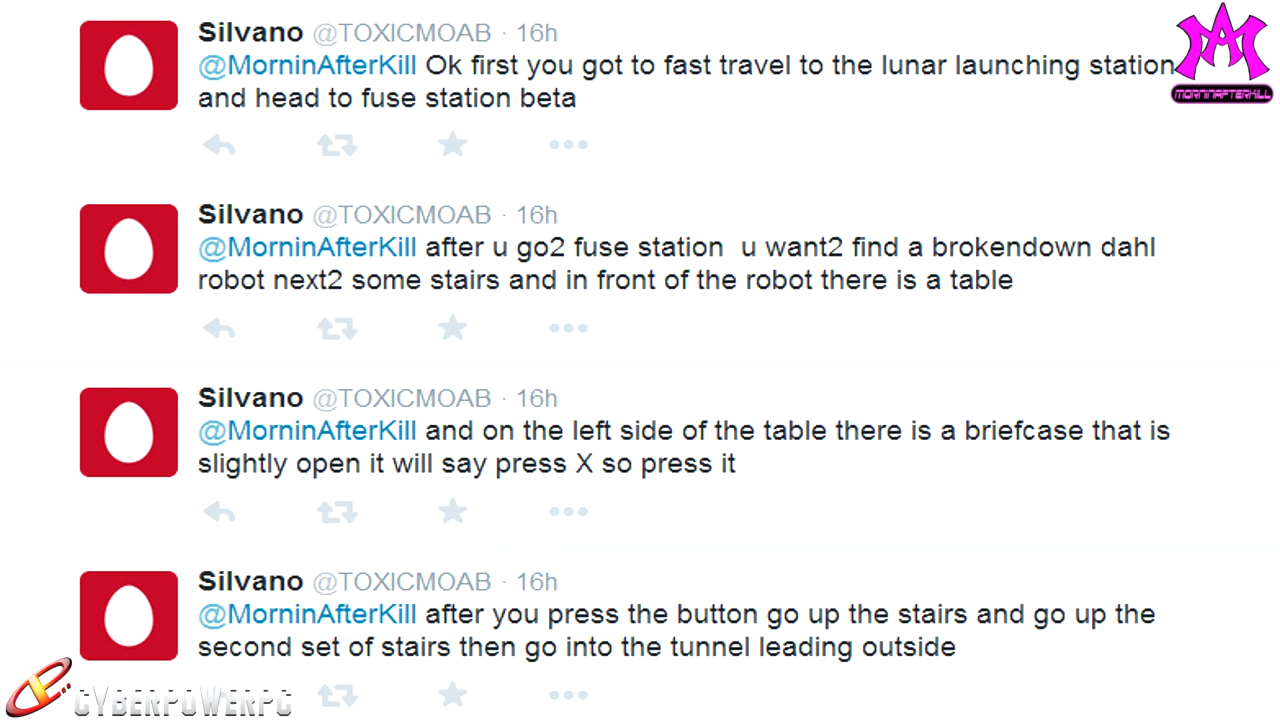 Silvano @TOXICMOAB · 16h
@MorninAfterKill Ok first you got to fast travel to the lunar launching station
and head to fuse station beta
MORNINAFTERKILL
Silvano @TOXICMOAB · 16h
@MorninAfterKill after u go2 fuse station u want2 find a brokendown dahl
robot next2 some stairs and in front of the robot there is a table
Silvano @TOXICMOAB · 16h
@MorninAfterKill and on the left side of the table there is a briefcase that is
slightly open it will say press X so press it
Silvano @TOXICMOAB · 16h
@MorninAfterKill after you press the button go up the stairs and go up the
second set of stairs then go into the tunnel leading outside
CYBERPOWERPC